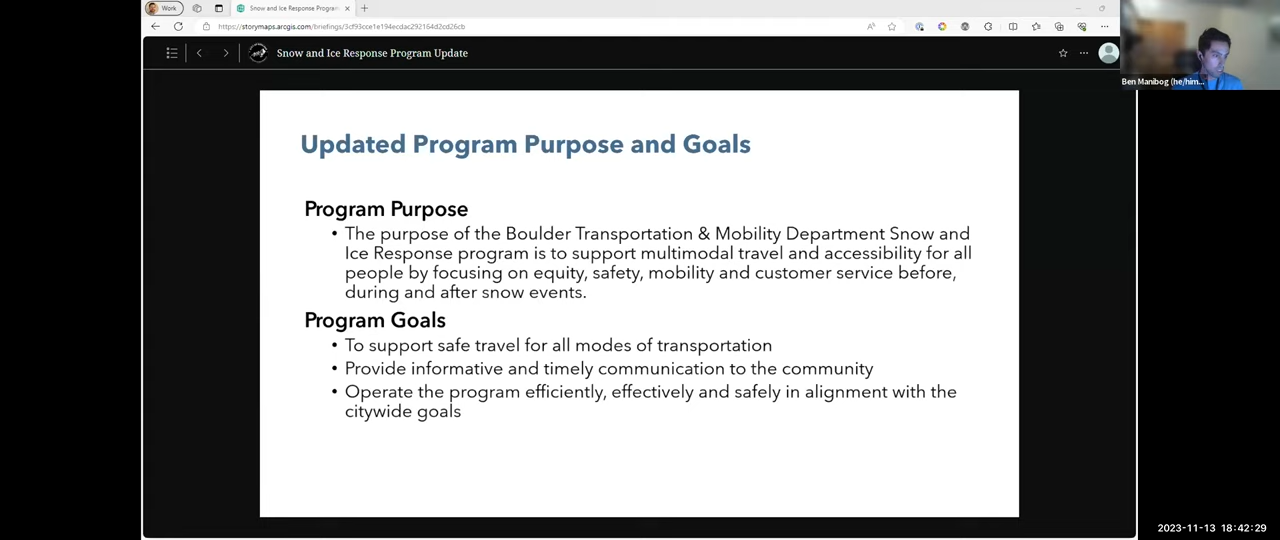 Work
Snow and Ice Response Program
https://storymaps.arcgis.com/briefings/3cf93cce1e194ecdac292164d2cd26cb
Snow and Ice Response Program Update
Ben Manibog (he/him...
Updated Program Purpose and Goals
Program Purpose
• The purpose of the Boulder Transportation & Mobility Department Snow and
Ice Response program is to support multimodal travel and accessibility for all
people by focusing on equity, safety, mobility and customer service before,
during and after snow events.
Program Goals
• To support safe travel for all modes of transportation
• Provide informative and timely communication to the community
• Operate the program efficiently, effectively and safely in alignment with the
citywide goals
2023-11-13 18:42:29